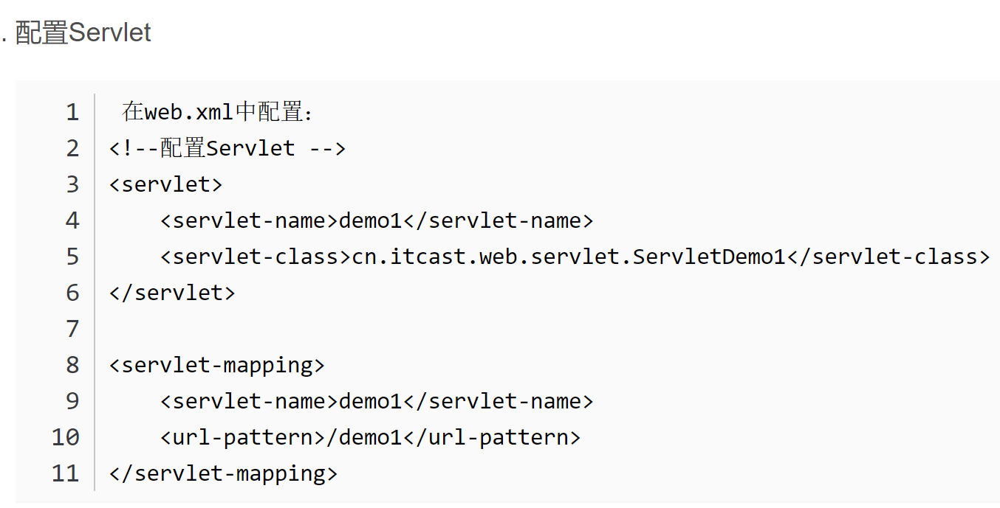 . 配置Servlet
1 在web.xml中配置：
2 <!--配置Servlet -->
3 <servlet>
4     <servlet-name>demo1</servlet-name>
5     <servlet-class>cn.itcast.web.servlet.ServletDemo1</servlet-class>
6 </servlet>
7
8 <servlet-mapping>
9     <servlet-name>demo1</servlet-name>
10     <url-pattern>/demo1</url-pattern>
11 </servlet-mapping>